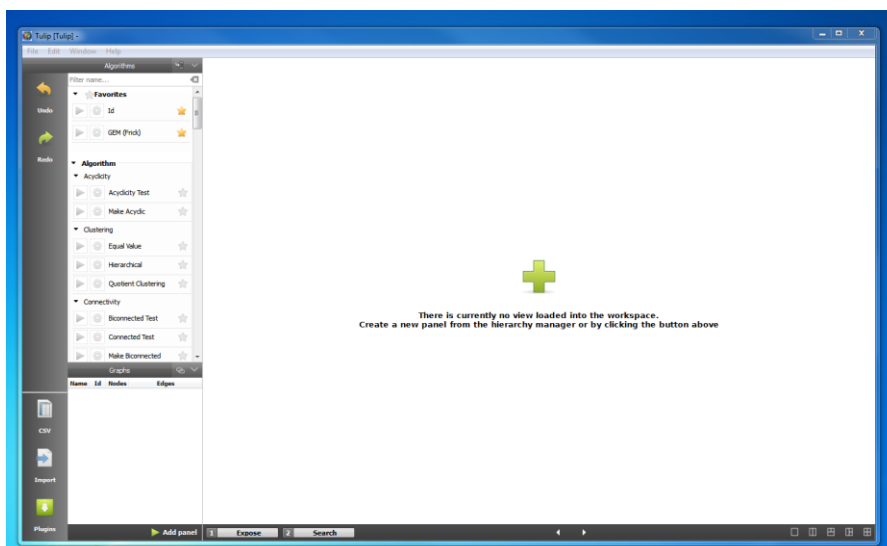 Tulip [Tulip] -
File Edit Window Help
Algorithms
Filter name...
Undo
Favorites
Id
GEM (Frick)
Redo
Algorithm
Acyclicity
Acyclicity Test
Make Acyclic
Clustering
Equal Value
Hierarchical
Quotient Clustering
Connectivity
Biconnected Test
Connected Test
Make Biconnected
There is currently no view loaded into the workspace.
Create a new panel from the hierarchy manager or by clicking the button above
Graphs
Name Id Nodes Edges
CSV
Import
Plugins
Add panel 1 Expose 2 Search